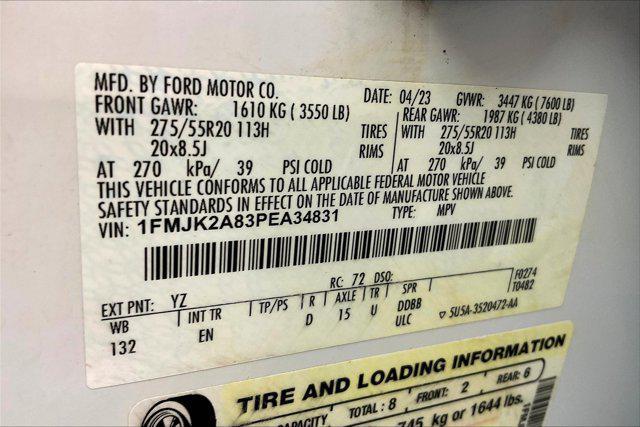 MFD. BY FORD MOTOR CO.
DATE: 04/23 GVWR: 3447 KG (7600 LB)
FRONT GAWR: 1610 KG (3550 LB) REAR GAWR: 1987 KG (4380 LB)
WITH 275/55R20 113H TIRES WITH 275/55R20 113H TIRES
20x8.5J RIMS 20x8.5J RIMS
AT 270 kPa/ 39 PSI COLD AT 270 kPa/ 39 PSI COLD
THIS VEHICLE CONFORMS TO ALL APPLICABLE FEDERAL MOTOR VEHICLE
SAFETY STANDARDS IN EFFECT ON THE DATE OF MANUFACTURE SHOWN ABOVE.
VIN: 1FMJK2A83PEA34831 TYPE: MPV
RC: 72 DSO: F0274
EXT PNT: YZ T0482
WB INT TR TP/PS R AXLE TR SPR
132 EN D 15 U DDBB
ULC 5U5A-3520472-AA
TIRE AND LOADING INFORMATION
CAPACITY TOTAL: 8 FRONT: 2 REAR: 6
745 kg or 1644 lbs.